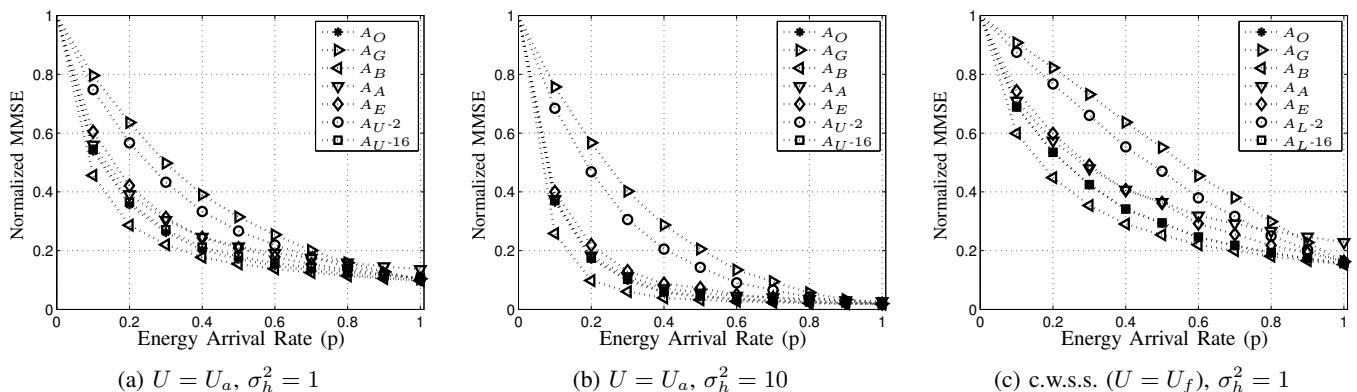 Normalized MMSE
1
0.8
0.6
0.4
0.2
0
0 0.2 0.4 0.6 0.8 1
Energy Arrival Rate (p)
A_O
A_G
A_B
A_A
A_E
A_U-2
A_U-16
(a) U = U_a, σ_h^2 = 1
Normalized MMSE
1
0.8
0.6
0.4
0.2
0
0 0.2 0.4 0.6 0.8 1
Energy Arrival Rate (p)
A_O
A_G
A_B
A_A
A_E
A_U-2
A_U-16
(b) U = U_a, σ_h^2 = 10
Normalized MMSE
1
0.8
0.6
0.4
0.2
0
0 0.2 0.4 0.6 0.8 1
Energy Arrival Rate (p)
A_O
A_G
A_B
A_A
A_E
A_L-2
A_L-16
(c) c.w.s.s. (U = U_f), σ_h^2 = 1